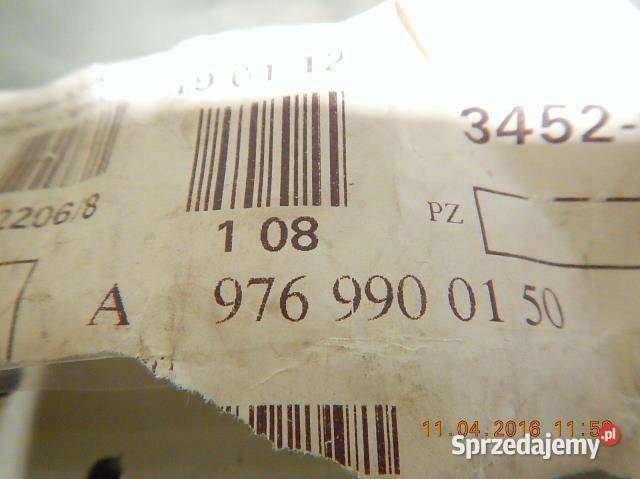 19 01 12
3452-
2206/8
1 08
PZ
A 976 990 01 50
11.04.2016 11:58
Sprzedajemy.pl